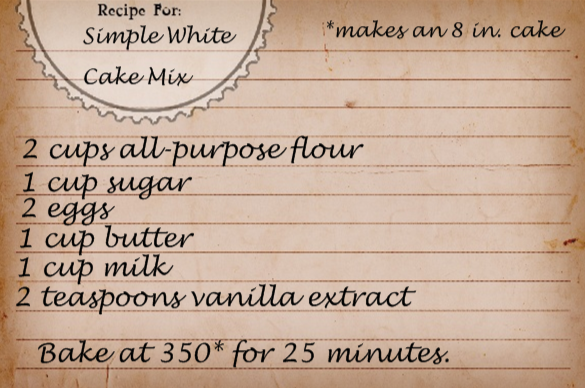 Recipe For:
Simple White
Cake Mix
*makes an 8 in. cake
2 cups all-purpose flour
1 cup sugar
2 eggs
1 cup butter
1 cup milk
2 teaspoons vanilla extract
Bake at 350* for 25 minutes.